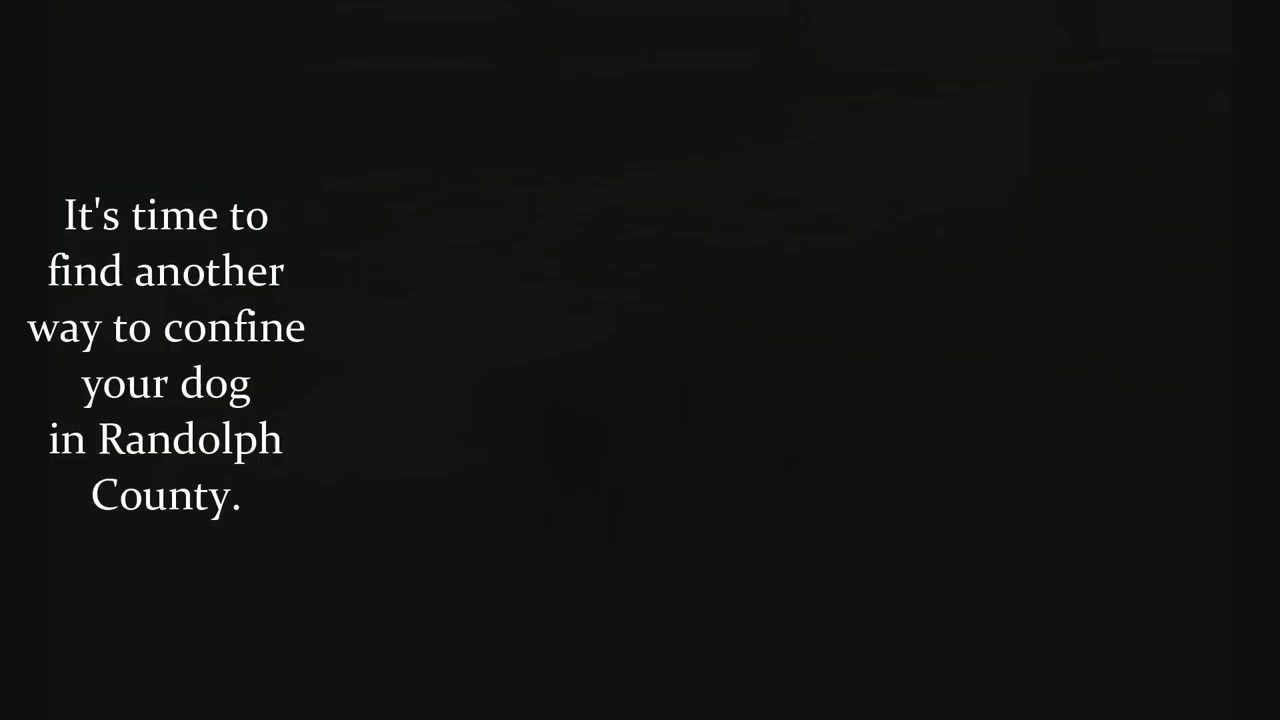 It's time to
find another
way to confine
your dog
in Randolph
County.